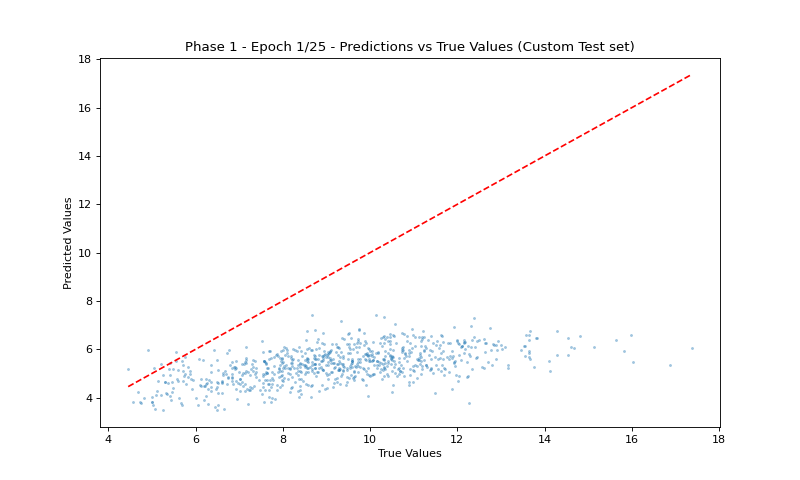 Phase 1 - Epoch 1/25 - Predictions vs True Values (Custom Test set)
18
16
14
12
10
8
6
4
Predicted Values
4 6 8 10 12 14 16 18
True Values